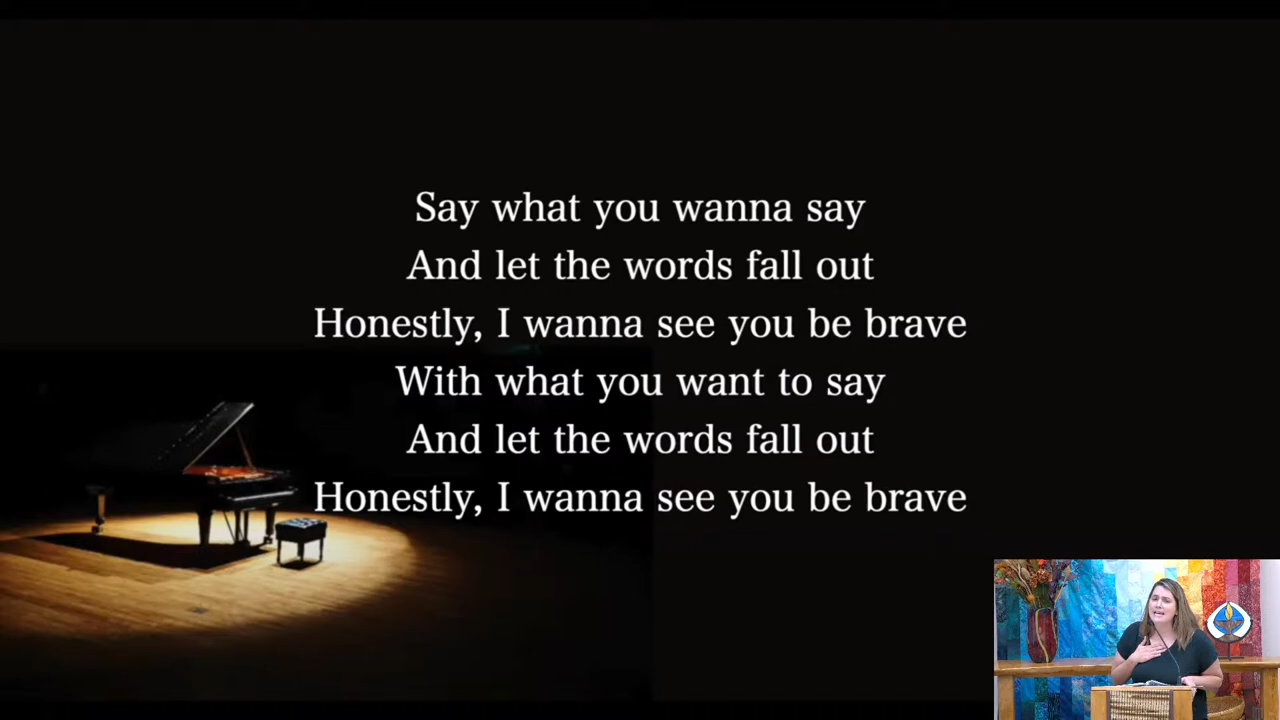 Say what you wanna say
And let the words fall out
Honestly, I wanna see you be brave
With what you want to say
And let the words fall out
Honestly, I wanna see you be brave